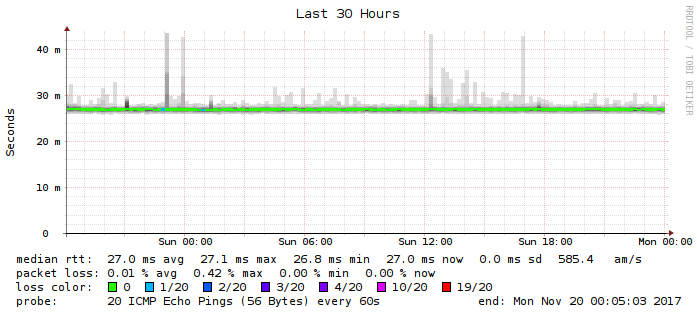 Last 30 Hours
RRDTOOL / TOBI OETIKER
Seconds
40 m
30 m
20 m
10 m
0
Sun 00:00 Sun 06:00 Sun 12:00 Sun 18:00 Mon 00:00
median rtt: 27.0 ms avg 27.1 ms max 26.8 ms min 27.0 ms now 0.0 ms sd 585.4 am/s
packet loss: 0.01 % avg 0.42 % max 0.00 % min 0.00 % now
loss color: 0 1/20 2/20 3/20 4/20 10/20 19/20
probe: 20 ICMP Echo Pings (56 Bytes) every 60s end: Mon Nov 20 00:05:03 2017